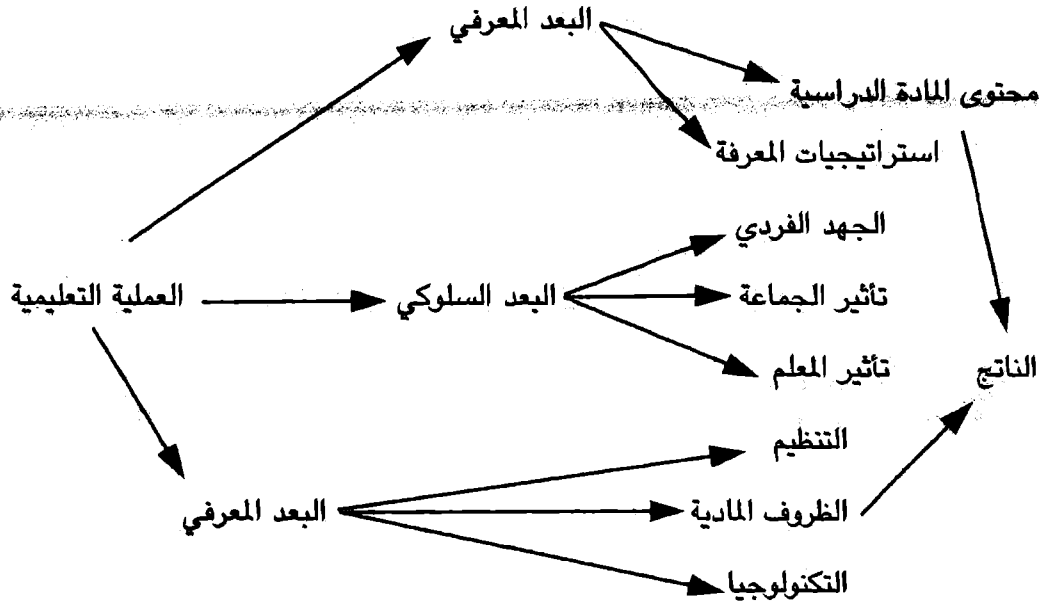 البعد المعرفي
محتوى المادة الدراسية
استراتيجيات المعرفة
الجهد الفردي
العملية التعليمية
البعد السلوكي
تأثير الجماعة
تأثير المعلم
الناتج
التنظيم
البعد المعرفي
الظروف المادية
التكنولوجيا